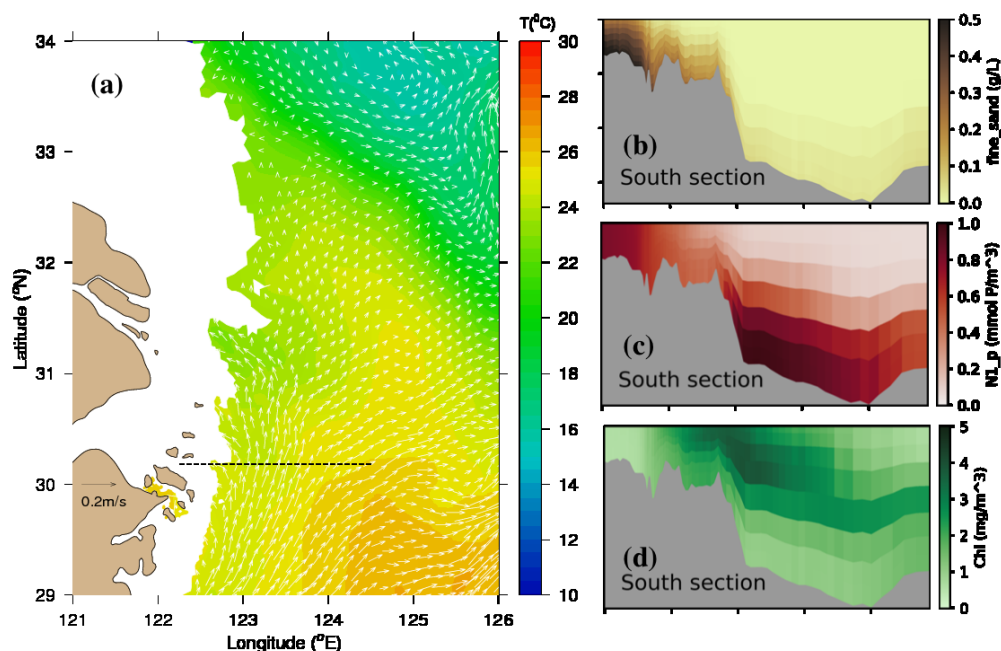 T(⁰C)
(a)
34
33
32
31
30
29
Latitude (⁰N)
0.2m/s
121
122
123
124
125
126
Longitude (⁰E)
30
28
26
24
22
20
18
16
14
12
10
(b)
South section
0.5
0.4
0.3
0.2
0.1
0.0
fine_sand (g/L)
(c)
South section
1.0
0.8
0.6
0.4
0.2
0.0
N1_p (mmol P/m^3)
(d)
South section
5
4
3
2
1
0
Chl (mg/m^3)